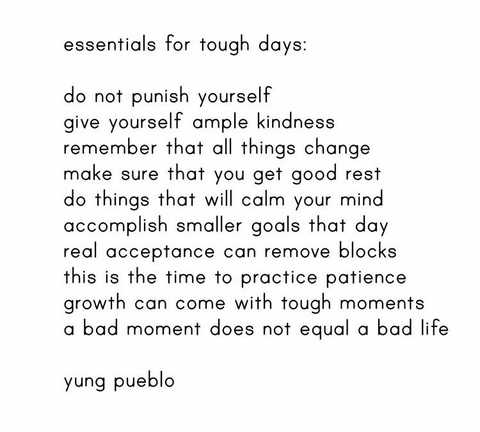 essentials for tough days:
do not punish yourself
give yourself ample kindness
remember that all things change
make sure that you get good rest
do things that will calm your mind
accomplish smaller goals that day
real acceptance can remove blocks
this is the time to practice patience
growth can come with tough moments
a bad moment does not equal a bad life
yung pueblo